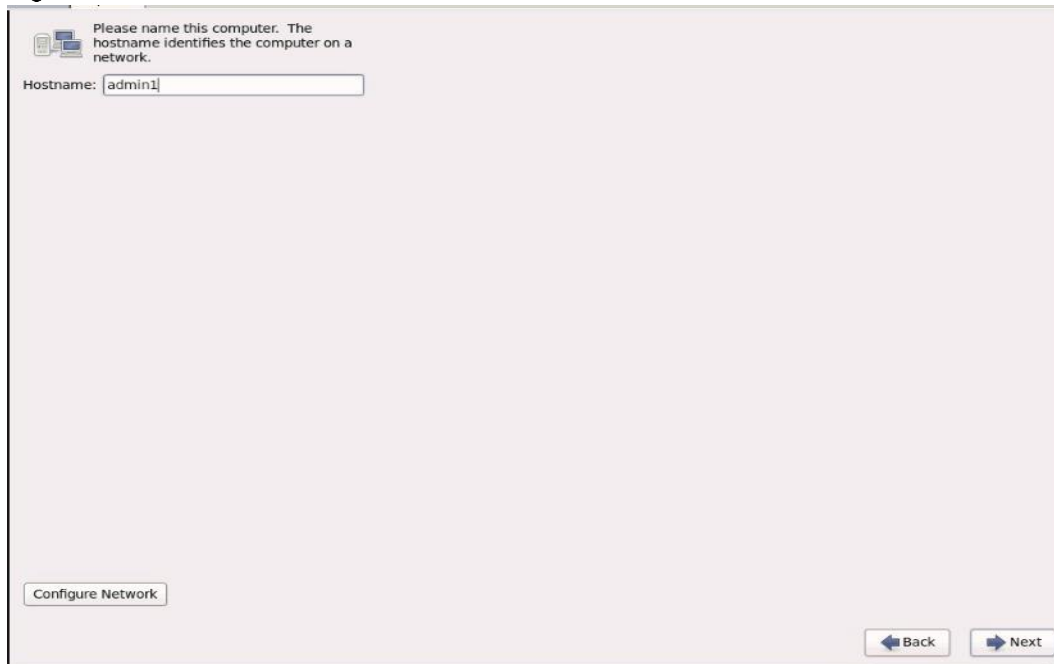 Please name this computer. The
hostname identifies the computer on a
network.
Hostname: admin1
Configure Network
Back
Next